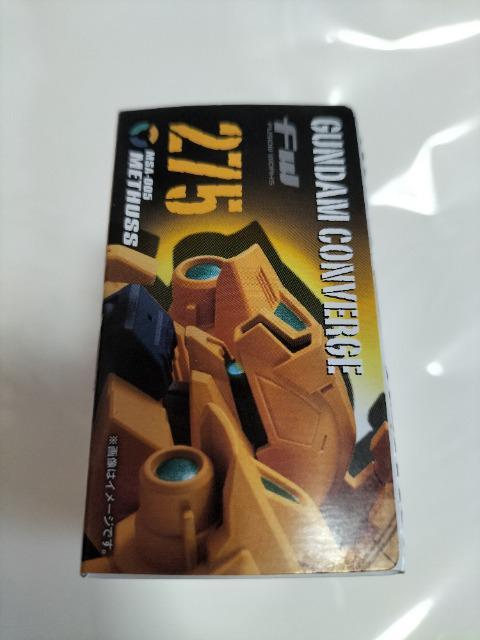 GUNDAM CONVERGE
FW
FUSION WORKS
275
MSA-005
METHUSS
※画像はイメージです。